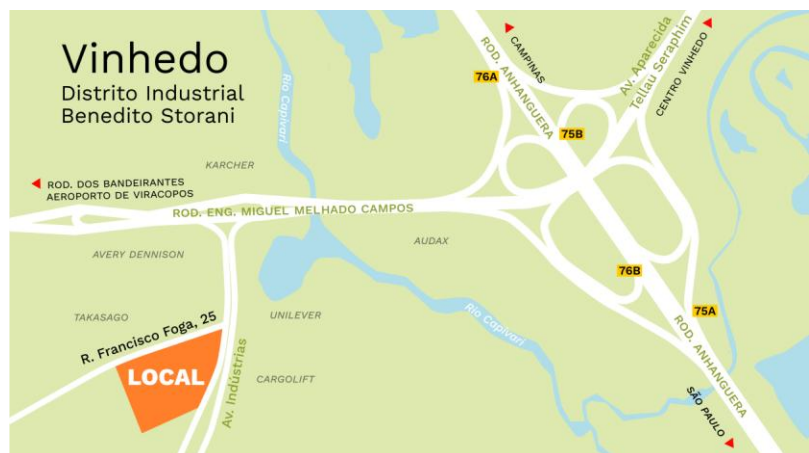 Vinhedo
Distrito Industrial
Benedito Storani
CAMPINAS
ROD. ANHANGUERA
76A
75B
Av. Aparecida
Tellau Seraphim
CENTRO VINHEDO
Rio Capivari
KARCHER
ROD. DOS BANDEIRANTES
AEROPORTO DE VIRACOPOS
ROD. ENG. MIGUEL MELHADO CAMPOS
AUDAX
AVERY DENNISON
76B
75A
TAKASAGO
R. Francisco Foga, 25
UNILEVER
Rio Capivari
ROD. ANHANGUERA
LOCAL
CARGOLIFT
Av. Indústrias
SÃO PAULO